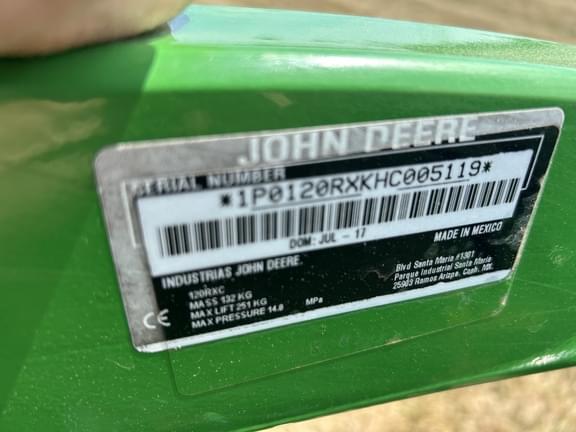 JOHN DEERE
SERIAL NUMBER
*1P0120RXKHC005119*
DOM: JUL - 17
MADE IN MEXICO
INDUSTRIAS JOHN DEERE.
120RXC
MASS 132 KG
MAX LIFT 251 KG
MAX PRESSURE 14.8 MPa
CE
Blvd Santa Maria #1301
Parque Industrial Santa Maria
25903 Ramos Arizpe. Coah. MX.